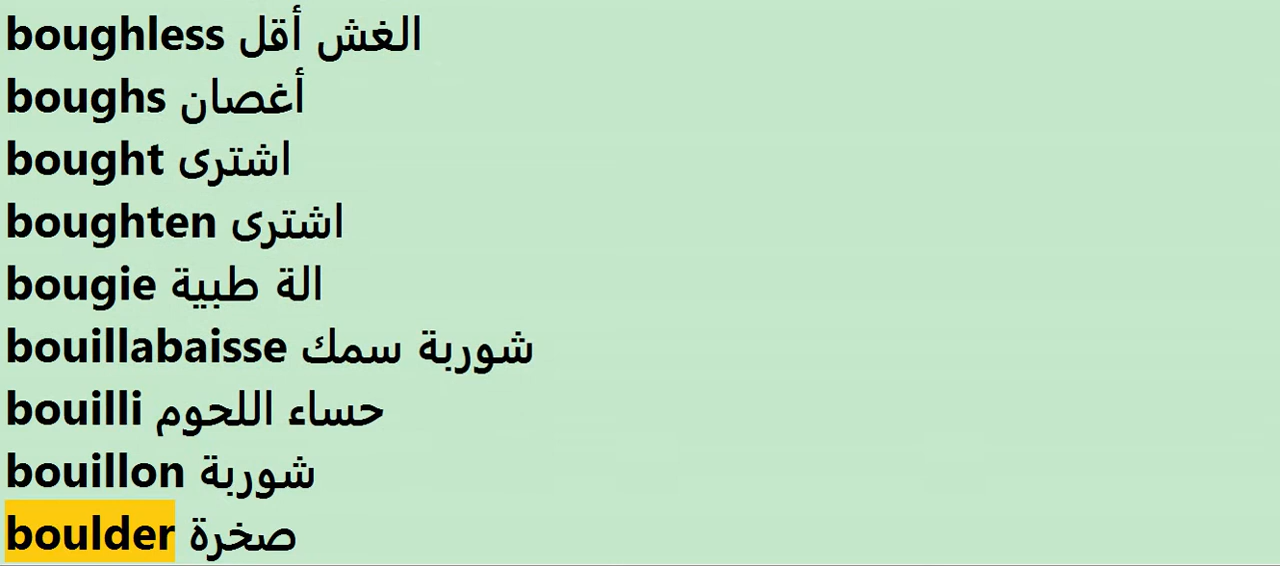 boughless الغش أقل
boughs أغصان
bought اشترى
boughten اشترى
bougie الة طبية
bouillabaisse شوربة سمك
bouilli حساء اللحوم
bouillon شوربة
boulder صخرة